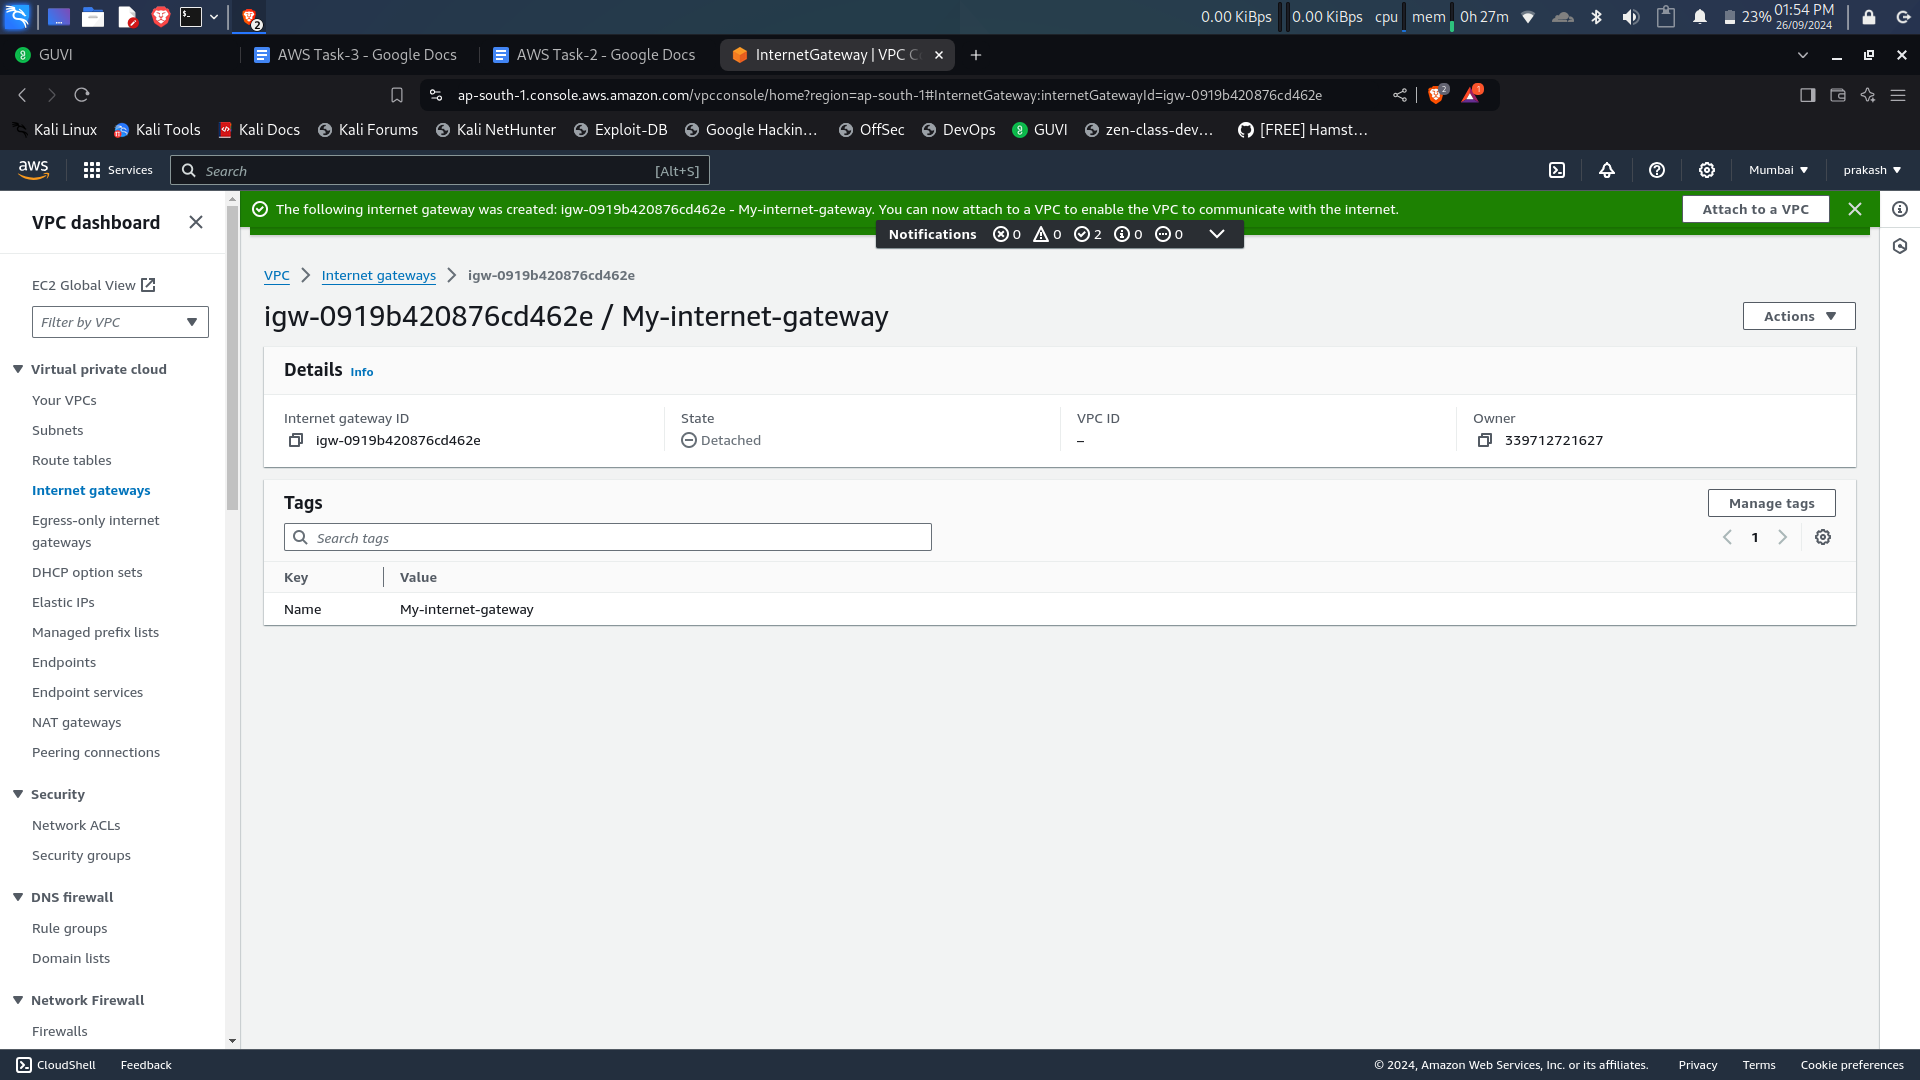 0.00 KiBps 0.00 KiBps cpu mem 0h 27m 23% 01:54 PM
26/09/2024
2
GUVI
AWS Task-3 - Google Docs
AWS Task-2 - Google Docs
InternetGateway | VPC C
ap-south-1.console.aws.amazon.com/vpcconsole/home?region=ap-south-1#InternetGateway:internetGatewayId=igw-0919b420876cd462e
2
1
Kali Linux Kali Tools Kali Docs Kali Forums Kali NetHunter Exploit-DB Google Hackin... OffSec DevOps GUVI zen-class-dev... [FREE] Hamst...
aws Services Search [Alt+S] Mumbai prakash
VPC dashboard
The following internet gateway was created: igw-0919b420876cd462e - My-internet-gateway. You can now attach to a VPC to enable the VPC to communicate with the internet.
Attach to a VPC
Notifications 0 0 2 0 0
EC2 Global View
Filter by VPC
Virtual private cloud
Your VPCs
Subnets
Route tables
Internet gateways
Egress-only internet
gateways
DHCP option sets
Elastic IPs
Managed prefix lists
Endpoints
Endpoint services
NAT gateways
Peering connections
Security
Network ACLs
Security groups
DNS firewall
Rule groups
Domain lists
Network Firewall
Firewalls
VPC Internet gateways igw-0919b420876cd462e
igw-0919b420876cd462e / My-internet-gateway
Actions
Details Info
Internet gateway ID
igw-0919b420876cd462e
State
Detached
VPC ID
–
Owner
339712721627
Tags
Manage tags
Search tags
1
Key Value
Name My-internet-gateway
CloudShell Feedback © 2024, Amazon Web Services, Inc. or its affiliates. Privacy Terms Cookie preferences